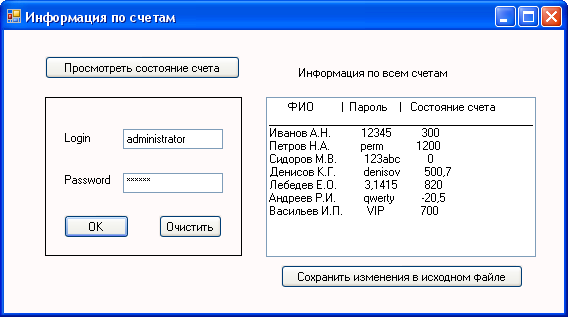 Информация по счетам
Просмотреть состояние счета
Login administrator
Password ××××××
OK Очистить
Информация по всем счетам
ФИО | Пароль | Состояние счета
Иванов А.Н. 12345 300
Петров Н.А. perm 1200
Сидоров М.В. 123abc 0
Денисов К.Г. denisov 500,7
Лебедев Е.О. 3,1415 820
Андреев Р.И. qwerty -20,5
Васильев И.П. VIP 700
Сохранить изменения в исходном файле